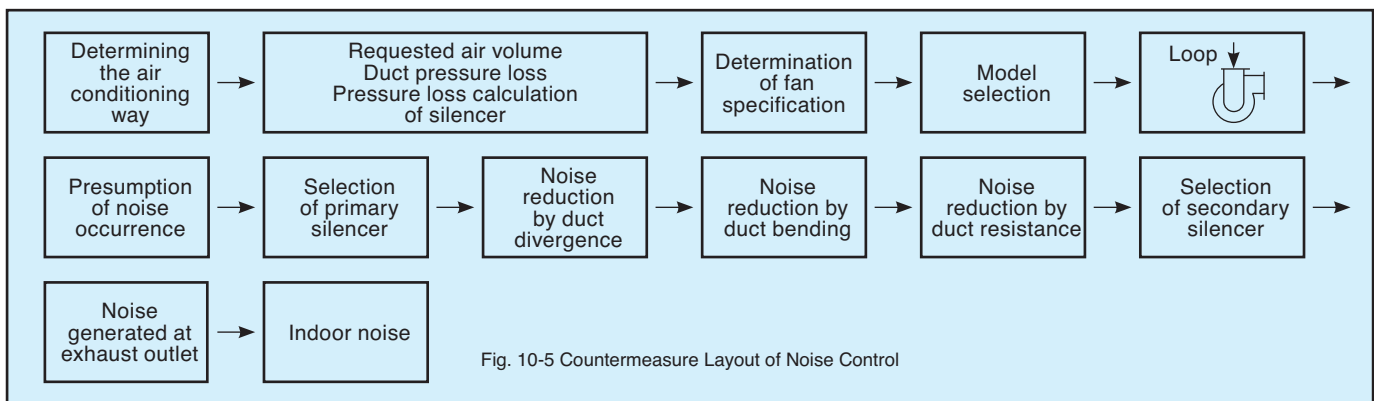 Determining
the air
conditioning
way
Requested air volume
Duct pressure loss
Pressure loss calculation
of silencer
Determination
of fan
specification
Model
selection
Loop
Presumption
of noise
occurrence
Selection
of primary
silencer
Noise
reduction
by duct
divergence
Noise
reduction by
duct bending
Noise
reduction by
duct resistance
Selection
of secondary
silencer
Noise
generated at
exhaust outlet
Indoor noise
Fig. 10-5 Countermeasure Layout of Noise Control